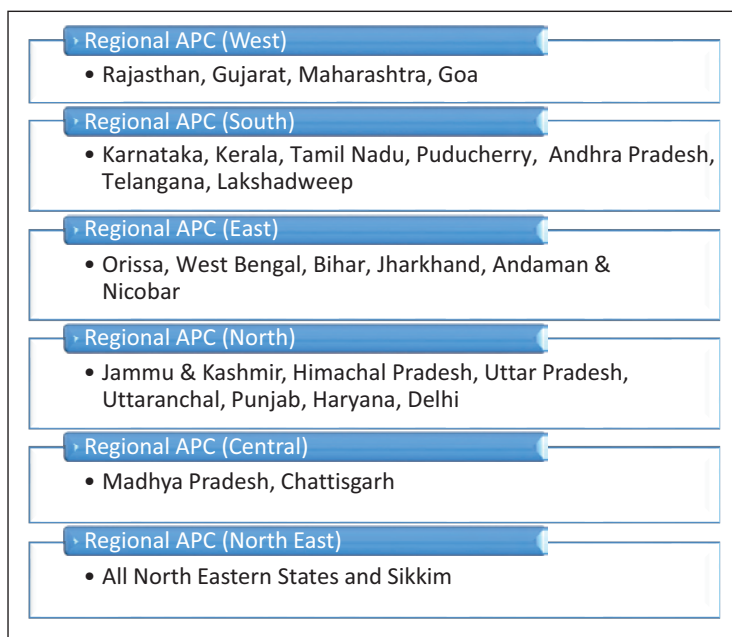 Regional APC (West)
• Rajasthan, Gujarat, Maharashtra, Goa
Regional APC (South)
• Karnataka, Kerala, Tamil Nadu, Puducherry, Andhra Pradesh,
Telangana, Lakshadweep
Regional APC (East)
• Orissa, West Bengal, Bihar, Jharkhand, Andaman &
Nicobar
Regional APC (North)
• Jammu & Kashmir, Himachal Pradesh, Uttar Pradesh,
Uttaranchal, Punjab, Haryana, Delhi
Regional APC (Central)
• Madhya Pradesh, Chattisgarh
Regional APC (North East)
• All North Eastern States and Sikkim